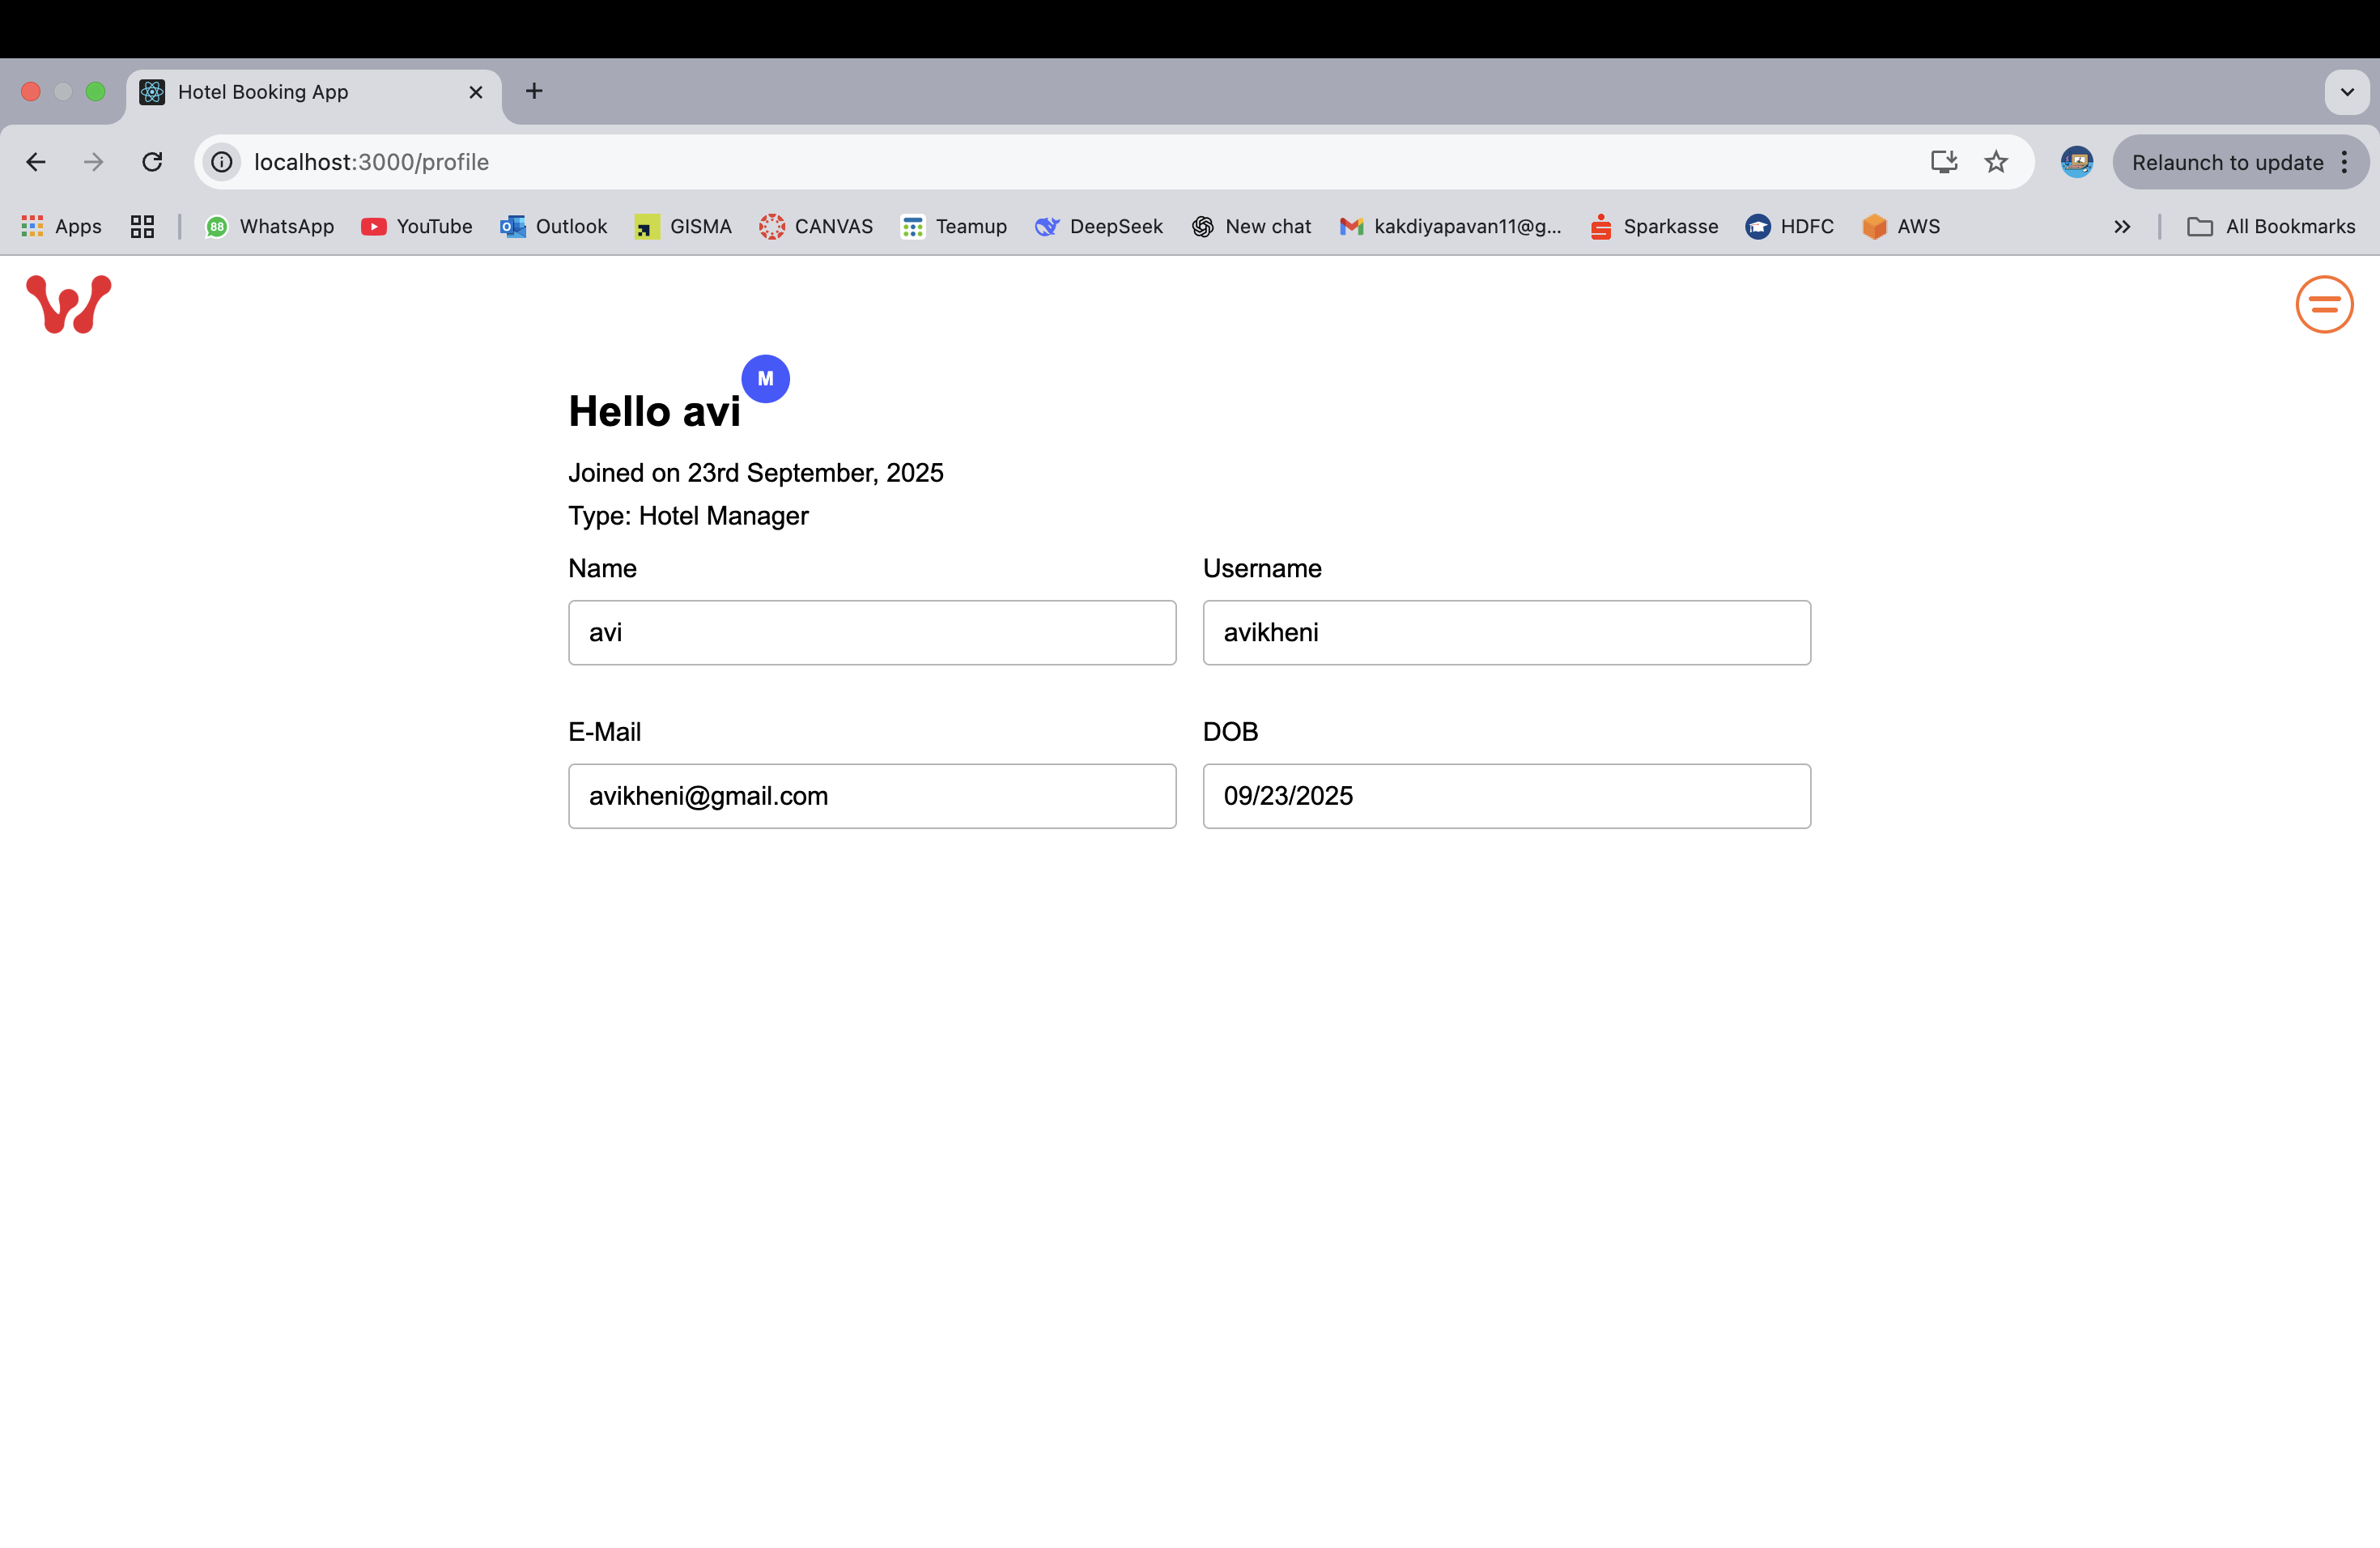 Hotel Booking App
localhost:3000/profile
Relaunch to update
Apps 88 WhatsApp YouTube Outlook GISMA CANVAS Teamup DeepSeek New chat kakdiyapavan11@g... Sparkasse HDFC AWS » All Bookmarks
Hello avi M
Joined on 23rd September, 2025
Type: Hotel Manager
Name Username
avi avikheni
E-Mail DOB
avikheni@gmail.com 09/23/2025